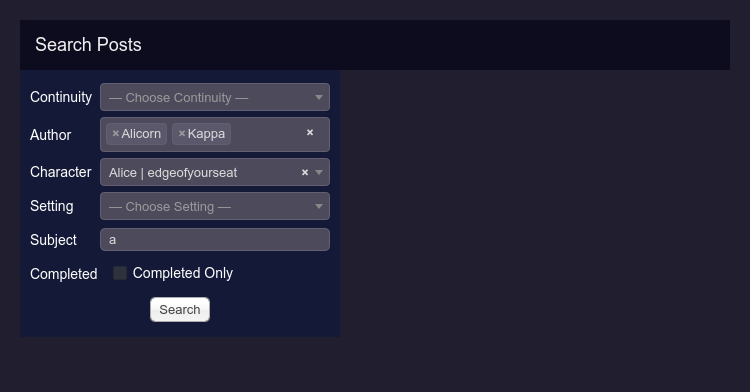 Search Posts
Continuity — Choose Continuity —
Author ×Alicorn ×Kappa ×
Character Alice | edgeofyourseat ×
Setting — Choose Setting —
Subject a
Completed Completed Only
Search